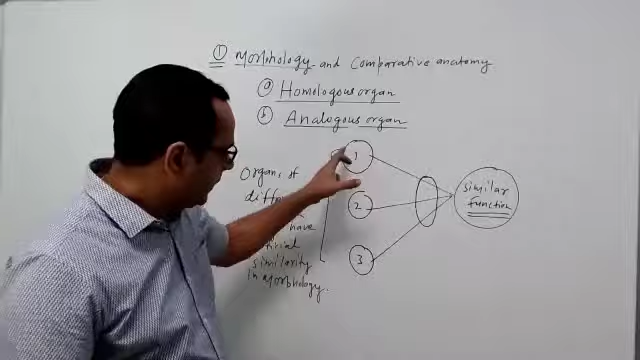 ① Morphology and comparative anatomy
ⓐ Homologous organ
ⓑ Analogous organ
Organs of
have
similarity
in Morphology.
1
2
3
similar
function